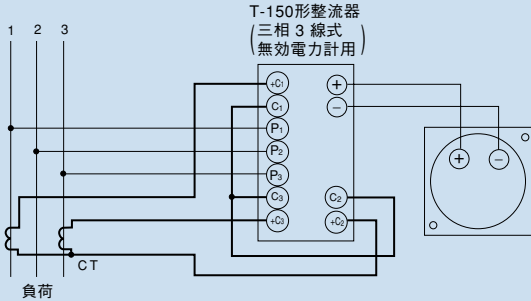 T-150形整流器
(三相 3 線式
無効電力計用)
1 2 3
+C1
C1
P1
P2
P3
C3
+C3
+
−
C2
+C2
+ −
CT
負荷